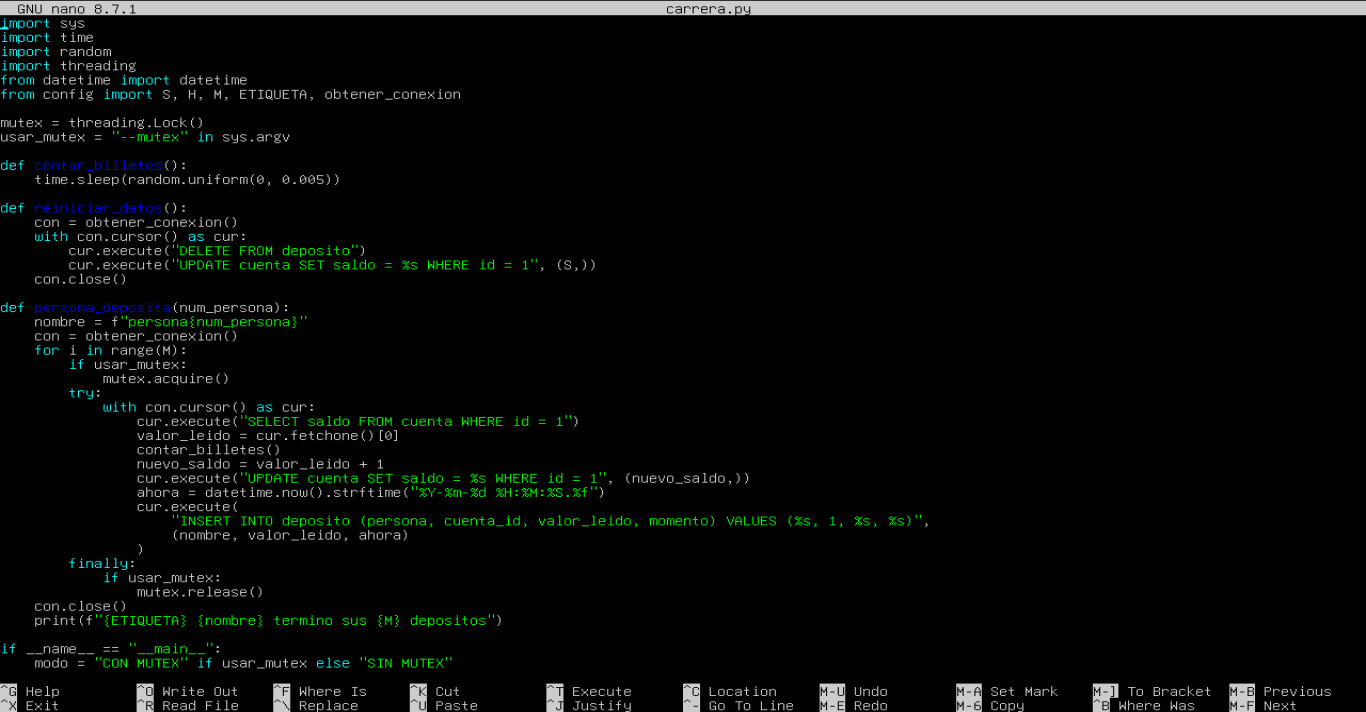 GNU nano 8.7.1 carrera.py
import sys
import time
import random
import threading
from datetime import datetime
from config import S, H, M, ETIQUETA, obtener_conexion

mutex = threading.Lock()
usar_mutex = "--mutex" in sys.argv

def contar_billetes():
    time.sleep(random.uniform(0, 0.005))

def reiniciar_datos():
    con = obtener_conexion()
    with con.cursor() as cur:
        cur.execute("DELETE FROM deposito")
        cur.execute("UPDATE cuenta SET saldo = %s WHERE id = 1", (S,))
    con.close()

def persona_deposita(num_persona):
    nombre = f"persona{num_persona}"
    con = obtener_conexion()
    for i in range(M):
        if usar_mutex:
            mutex.acquire()
        try:
            with con.cursor() as cur:
                cur.execute("SELECT saldo FROM cuenta WHERE id = 1")
                valor_leido = cur.fetchone()[0]
                contar_billetes()
                nuevo_saldo = valor_leido + 1
                cur.execute("UPDATE cuenta SET saldo = %s WHERE id = 1", (nuevo_saldo,))
                ahora = datetime.now().strftime("%Y-%m-%d %H:%M:%S.%f")
                cur.execute(
                    "INSERT INTO deposito (persona, cuenta_id, valor_leido, momento) VALUES (%s, 1, %s, %s)",
                    (nombre, valor_leido, ahora)
                )
        finally:
            if usar_mutex:
                mutex.release()
    con.close()
    print(f"{ETIQUETA} {nombre} termino sus {M} depositos")

if __name__ == "__main__":
    modo = "CON MUTEX" if usar_mutex else "SIN MUTEX"

^G Help ^O Write Out ^F Where Is ^K Cut ^T Execute ^C Location M-U Undo M-A Set Mark M-] To Bracket M-B Previous
^X Exit ^R Read File ^\ Replace ^U Paste ^J Justify ^- Go To Line M-E Redo M-6 Copy ^B Where Was M-F Next